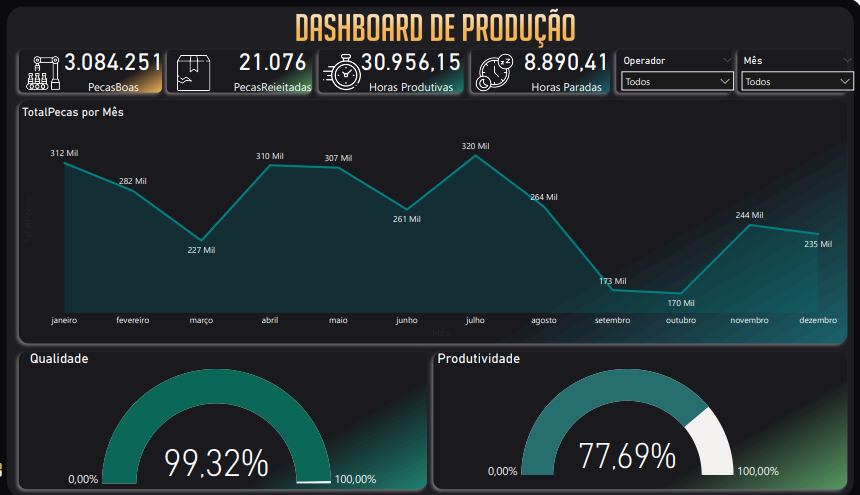 DASHBOARD DE PRODUÇÃO
3.084.251
PecasBoas
21.076
PecasRejeitadas
30.956,15
Horas Produtivas
8.890,41
Horas Paradas
Operador
Todos
Mês
Todos
TotalPecas por Mês
312 Mil
282 Mil
227 Mil
310 Mil
307 Mil
261 Mil
320 Mil
264 Mil
173 Mil
170 Mil
244 Mil
235 Mil
janeiro
fevereiro
março
abril
maio
junho
julho
agosto
setembro
outubro
novembro
dezembro
Mês
Qualidade
99,32%
0,00%
100,00%
Produtividade
77,69%
0,00%
100,00%